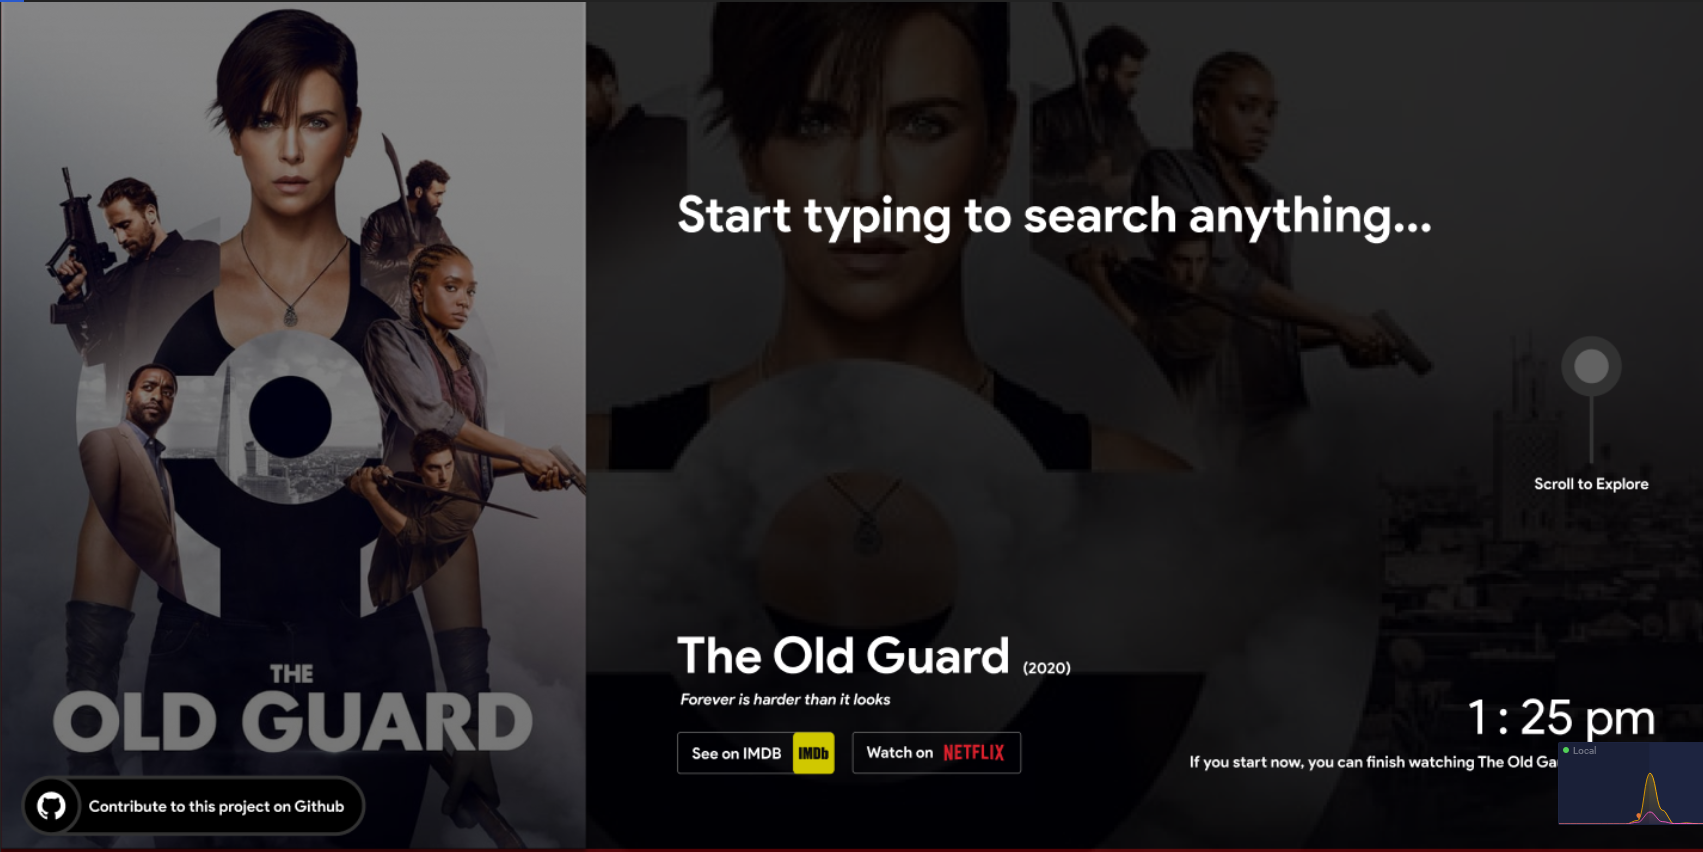 Start typing to search anything...
Scroll to Explore
THE
OLD GUARD
The Old Guard (2020)
Forever is harder than it looks
See on IMDB IMDb
Watch on NETFLIX
1 : 25 pm
If you start now, you can finish watching The Old
Local
Contribute to this project on Github